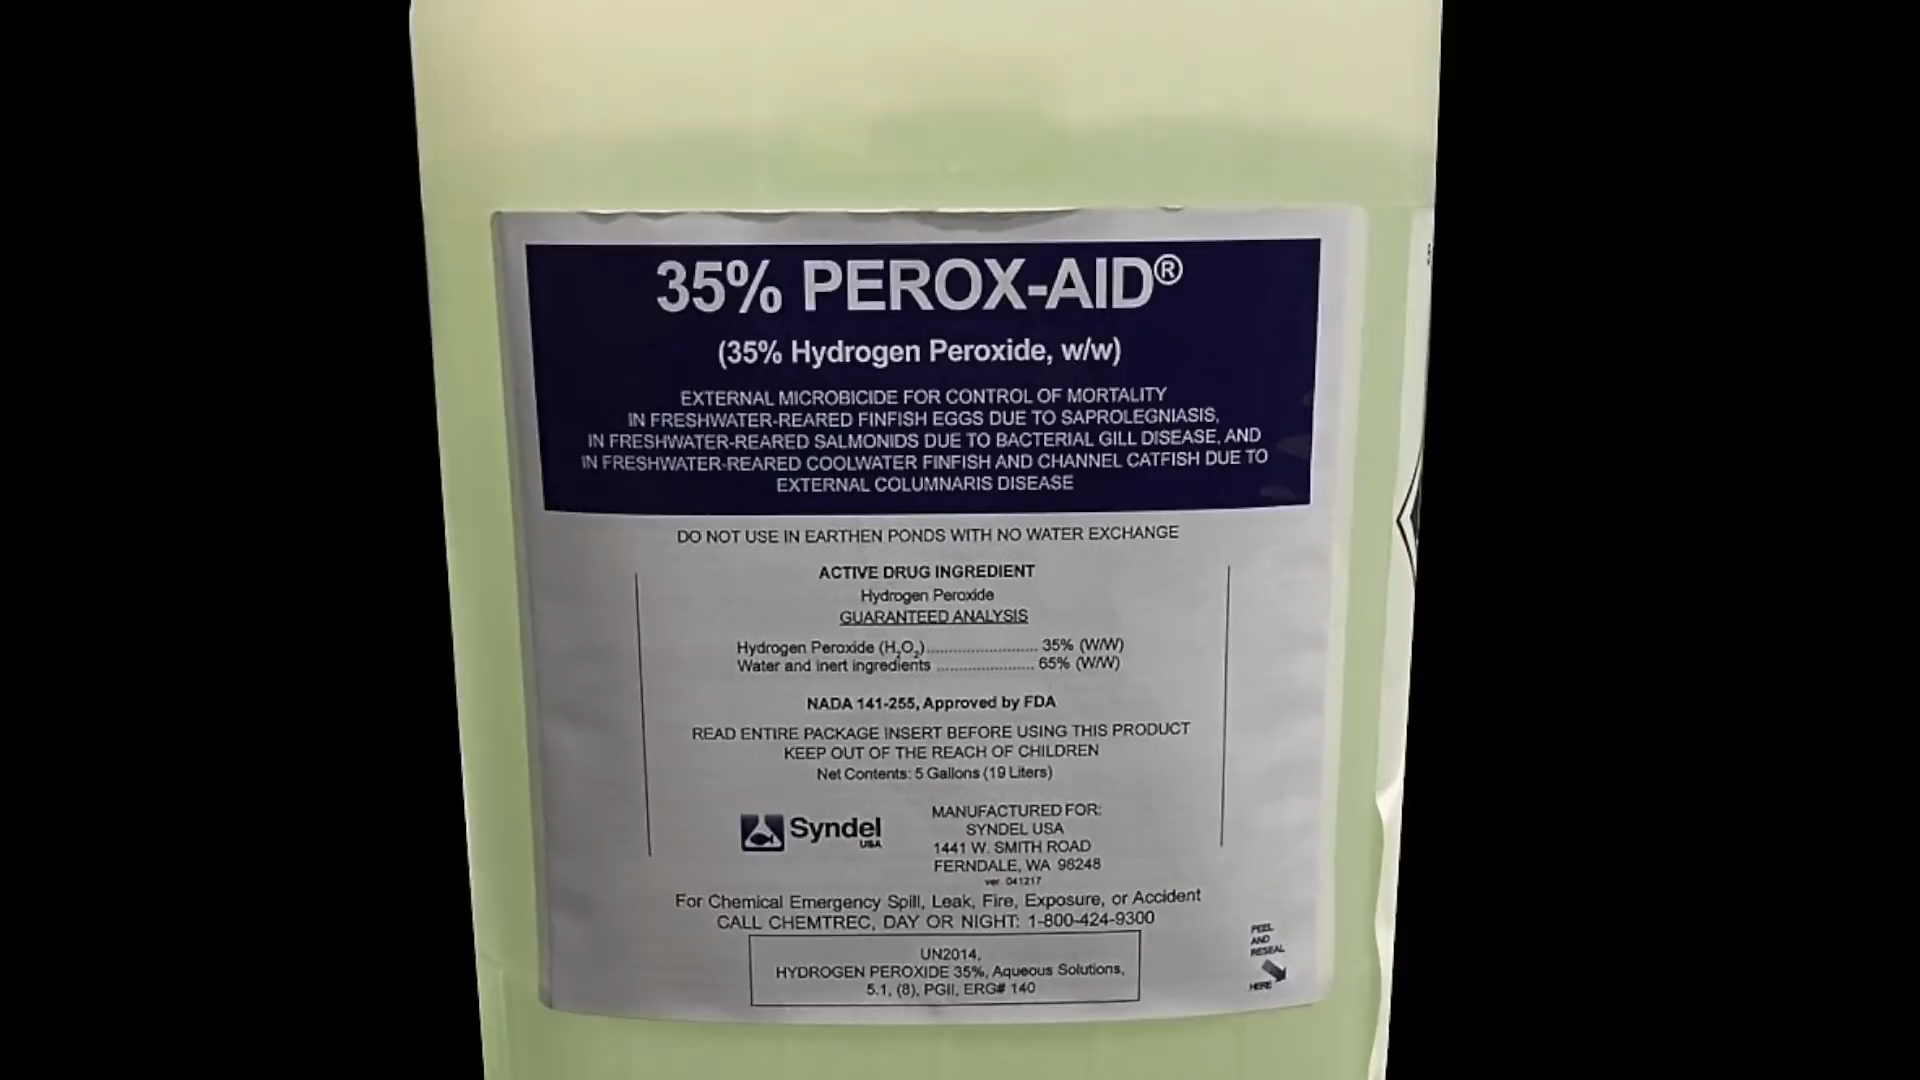 35% PEROX-AID®
(35% Hydrogen Peroxide, w/w)
EXTERNAL MICROBICIDE FOR CONTROL OF MORTALITY
IN FRESHWATER-REARED FINFISH EGGS DUE TO SAPROLEGNIASIS,
IN FRESHWATER-REARED SALMONIDS DUE TO BACTERIAL GILL DISEASE, AND
IN FRESHWATER-REARED COOLWATER FINFISH AND CHANNEL CATFISH DUE TO
EXTERNAL COLUMNARIS DISEASE
DO NOT USE IN EARTHEN PONDS WITH NO WATER EXCHANGE
ACTIVE DRUG INGREDIENT
Hydrogen Peroxide
GUARANTEED ANALYSIS
Hydrogen Peroxide (H₂O₂).......................... 35% (W/W)
Water and inert ingredients ....................... 65% (W/W)
NADA 141-255, Approved by FDA
READ ENTIRE PACKAGE INSERT BEFORE USING THIS PRODUCT
KEEP OUT OF THE REACH OF CHILDREN
Net Contents: 5 Gallons (19 Liters)
Syndel
USA
MANUFACTURED FOR:
SYNDEL USA
1441 W. SMITH ROAD
FERNDALE, WA 98248
ver. 041217
For Chemical Emergency Spill, Leak, Fire, Exposure, or Accident
CALL CHEMTREC, DAY OR NIGHT: 1-800-424-9300
UN2014,
HYDROGEN PEROXIDE 35%, Aqueous Solutions,
5.1, (8), PGII, ERG# 140
PEEL
AND
RESEAL
HERE